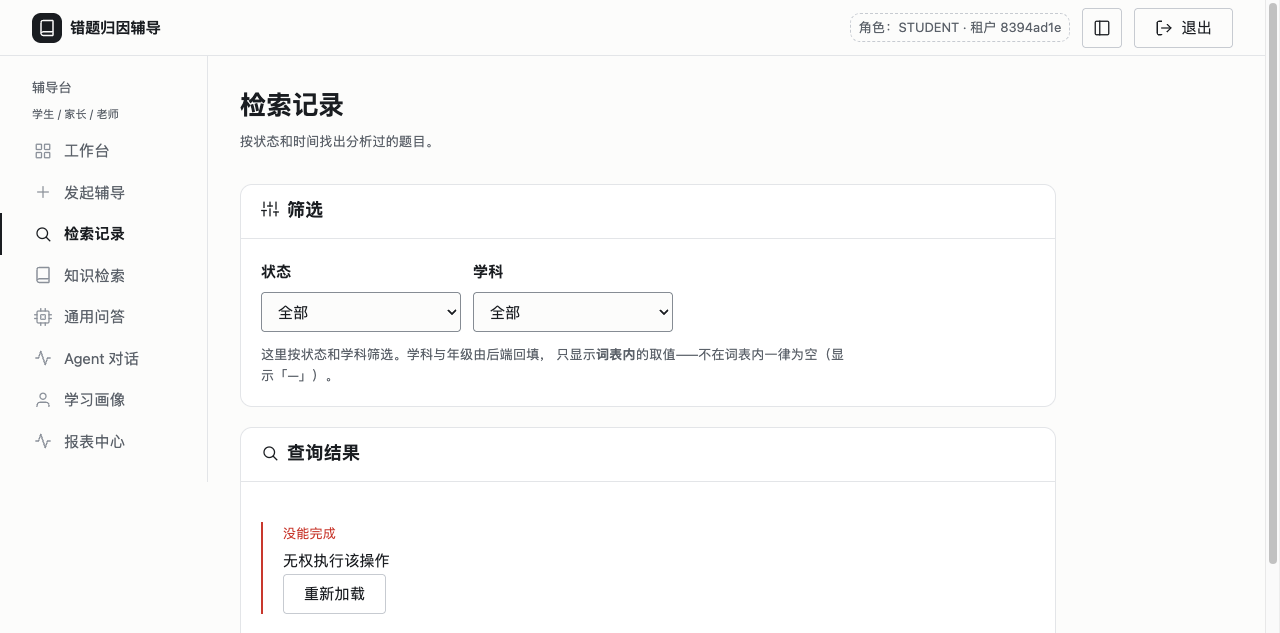 错题归因辅导
角色：STUDENT · 租户 8394ad1e
退出
辅导台
学生 / 家长 / 老师
工作台
发起辅导
检索记录
知识检索
通用问答
Agent 对话
学习画像
报表中心
检索记录
按状态和时间找出分析过的题目。
筛选
状态
学科
全部
全部
这里按状态和学科筛选。学科与年级由后端回填， 只显示词表内的取值——不在词表内一律为空（显
示「—」）。
查询结果
没能完成
无权执行该操作
重新加载